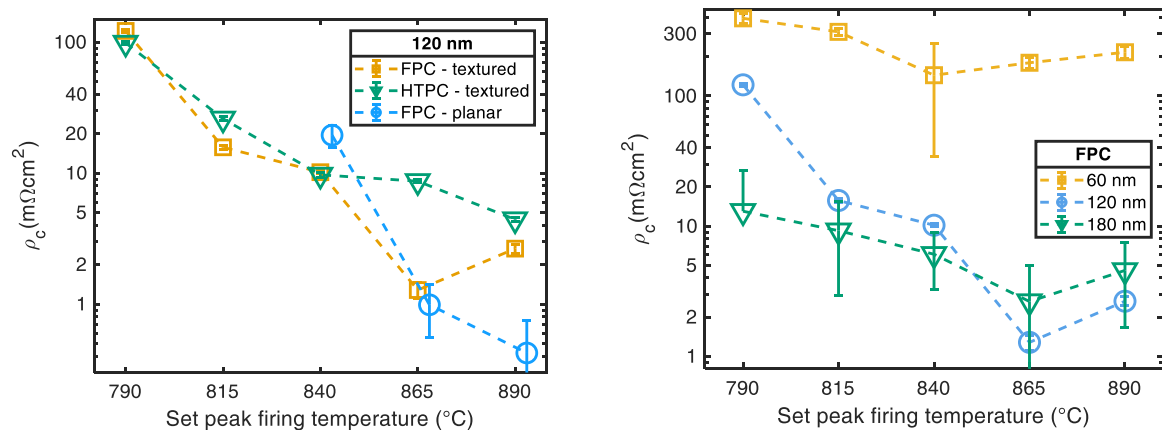 120 nm
FPC - textured
HTPC - textured
FPC - planar
100
40
20
10
4
2
1
ρc(mΩcm²)
790 815 840 865 890
Set peak firing temperature (°C)
FPC
60 nm
120 nm
180 nm
300
100
40
20
10
5
2
1
ρc(mΩcm²)
790 815 840 865 890
Set peak firing temperature (°C)